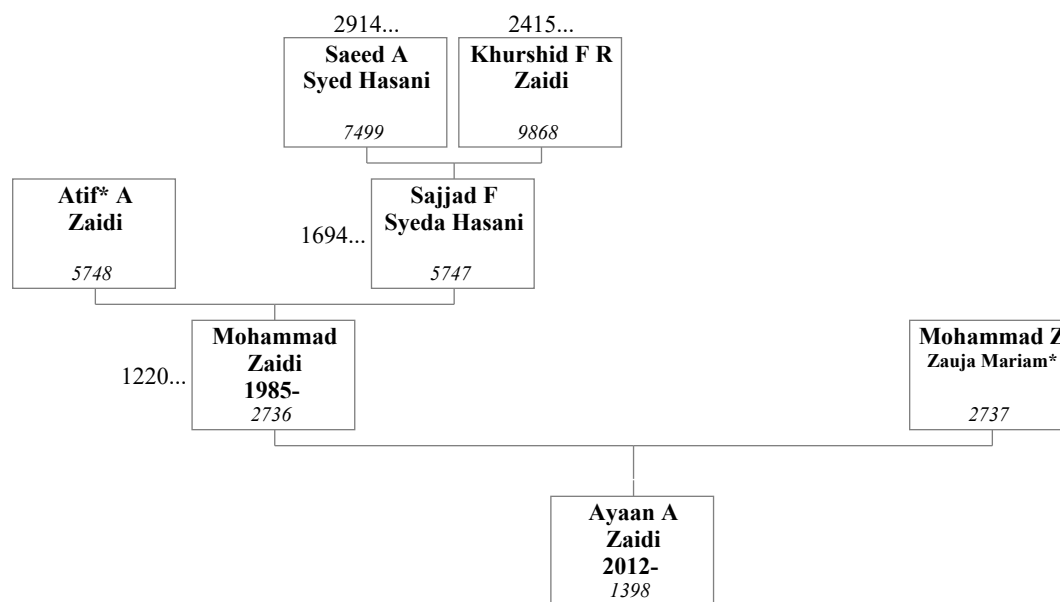 2914...
2415...
Saeed A
Syed Hasani
7499
Khurshid F R
Zaidi
9868
Atif* A
Zaidi
5748
1694...
Sajjad F
Syeda Hasani
5747
1220...
Mohammad
Zaidi
1985-
2736
Mohammad Z
Zauja Mariam*
2737
Ayaan A
Zaidi
2012-
1398